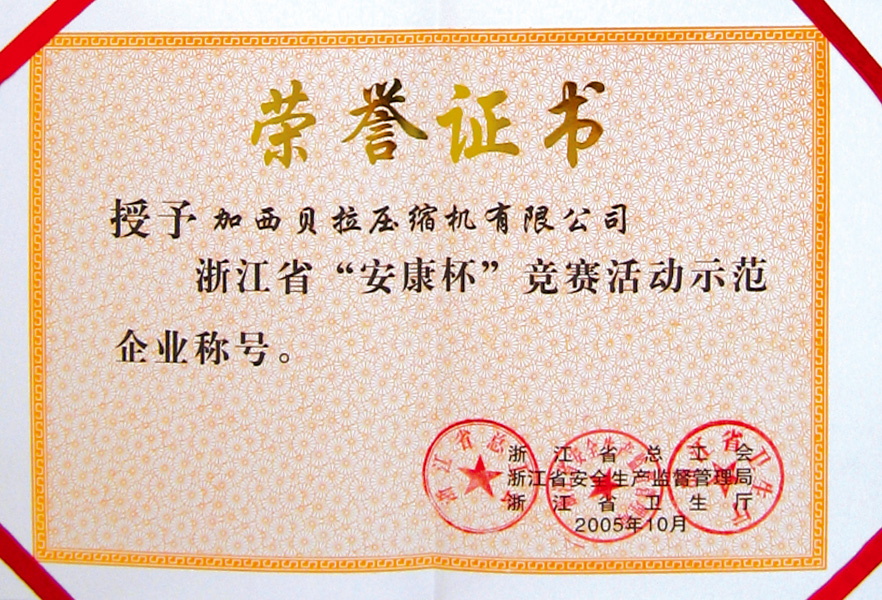 荣誉证书
授予 加西贝拉压缩机有限公司
浙江省“安康杯”竞赛活动示范
企业称号。
浙江省总工会
浙江省安全生产监督管理局
浙江省卫生厅
2005年10月